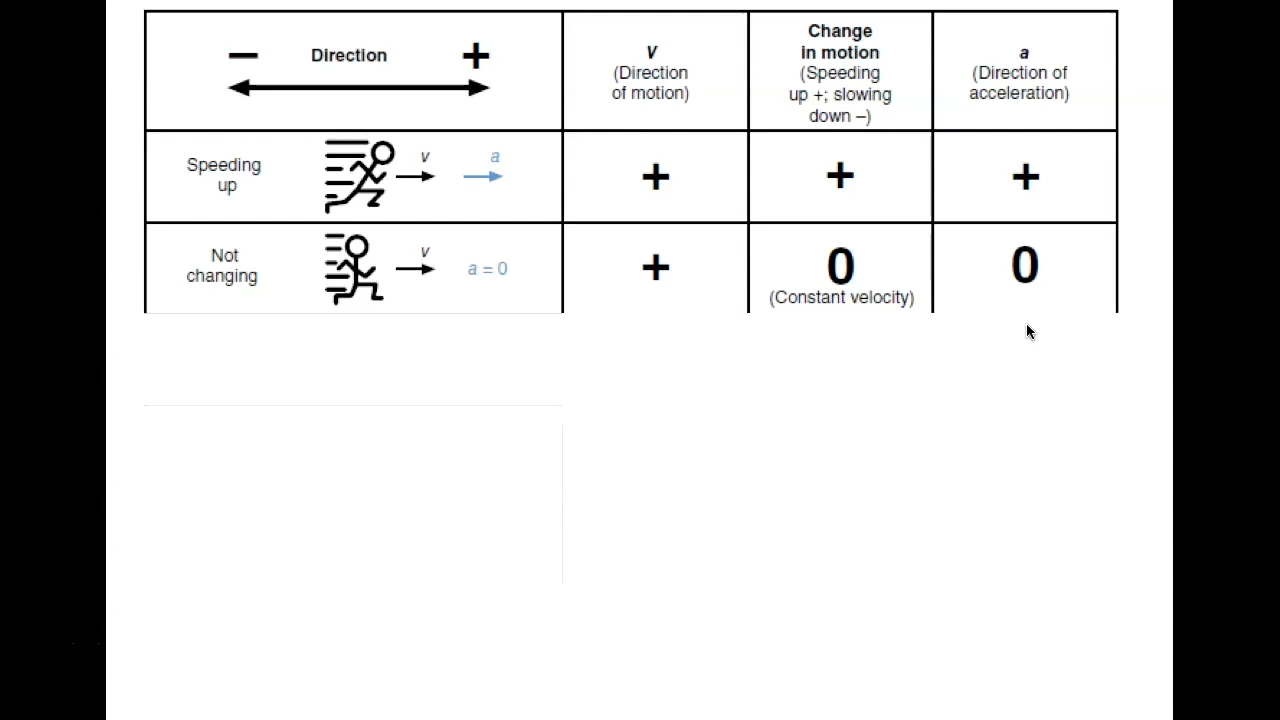 − Direction +
V
(Direction
of motion)
Change
in motion
(Speeding
up +; slowing
down –)
a
(Direction of
acceleration)
Speeding
up
v
a
+
+
+
Not
changing
v
a = 0
+
0
(Constant velocity)
0